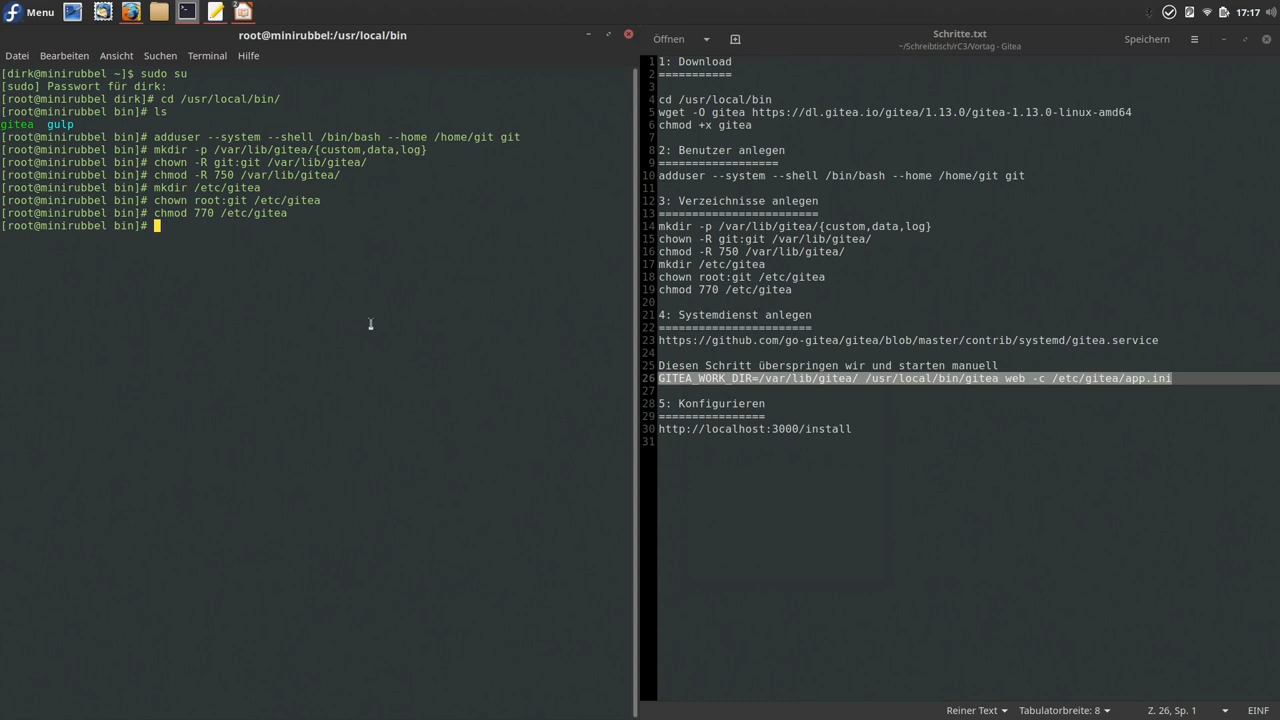 Menu
2
17:17
root@minirubbel:/usr/local/bin
Datei Bearbeiten Ansicht Suchen Terminal Hilfe
[dirk@minirubbel ~]$ sudo su
[sudo] Passwort für dirk:
[root@minirubbel dirk]# cd /usr/local/bin/
[root@minirubbel bin]# ls
gitea gulp
[root@minirubbel bin]# adduser --system --shell /bin/bash --home /home/git git
[root@minirubbel bin]# mkdir -p /var/lib/gitea/{custom,data,log}
[root@minirubbel bin]# chown -R git:git /var/lib/gitea/
[root@minirubbel bin]# chmod -R 750 /var/lib/gitea/
[root@minirubbel bin]# mkdir /etc/gitea
[root@minirubbel bin]# chown root:git /etc/gitea
[root@minirubbel bin]# chmod 770 /etc/gitea
[root@minirubbel bin]#
Öffnen
Schritte.txt
~/Schreibtisch/rC3/Vortag - Gitea
Speichern
1 1: Download
2 ===========
3
4 cd /usr/local/bin
5 wget -O gitea https://dl.gitea.io/gitea/1.13.0/gitea-1.13.0-linux-amd64
6 chmod +x gitea
7
8 2: Benutzer anlegen
9 ==================
10 adduser --system --shell /bin/bash --home /home/git git
11
12 3: Verzeichnisse anlegen
13 ========================
14 mkdir -p /var/lib/gitea/{custom,data,log}
15 chown -R git:git /var/lib/gitea/
16 chmod -R 750 /var/lib/gitea/
17 mkdir /etc/gitea
18 chown root:git /etc/gitea
19 chmod 770 /etc/gitea
20
21 4: Systemdienst anlegen
22 =======================
23 https://github.com/go-gitea/gitea/blob/master/contrib/systemd/gitea.service
24
25 Diesen Schritt überspringen wir und starten manuell
26 GITEA_WORK_DIR=/var/lib/gitea/ /usr/local/bin/gitea web -c /etc/gitea/app.ini
27
28 5: Konfigurieren
29 ================
30 http://localhost:3000/install
31
Reiner Text Tabulatorbreite: 8 Z. 26, Sp. 1 EINF